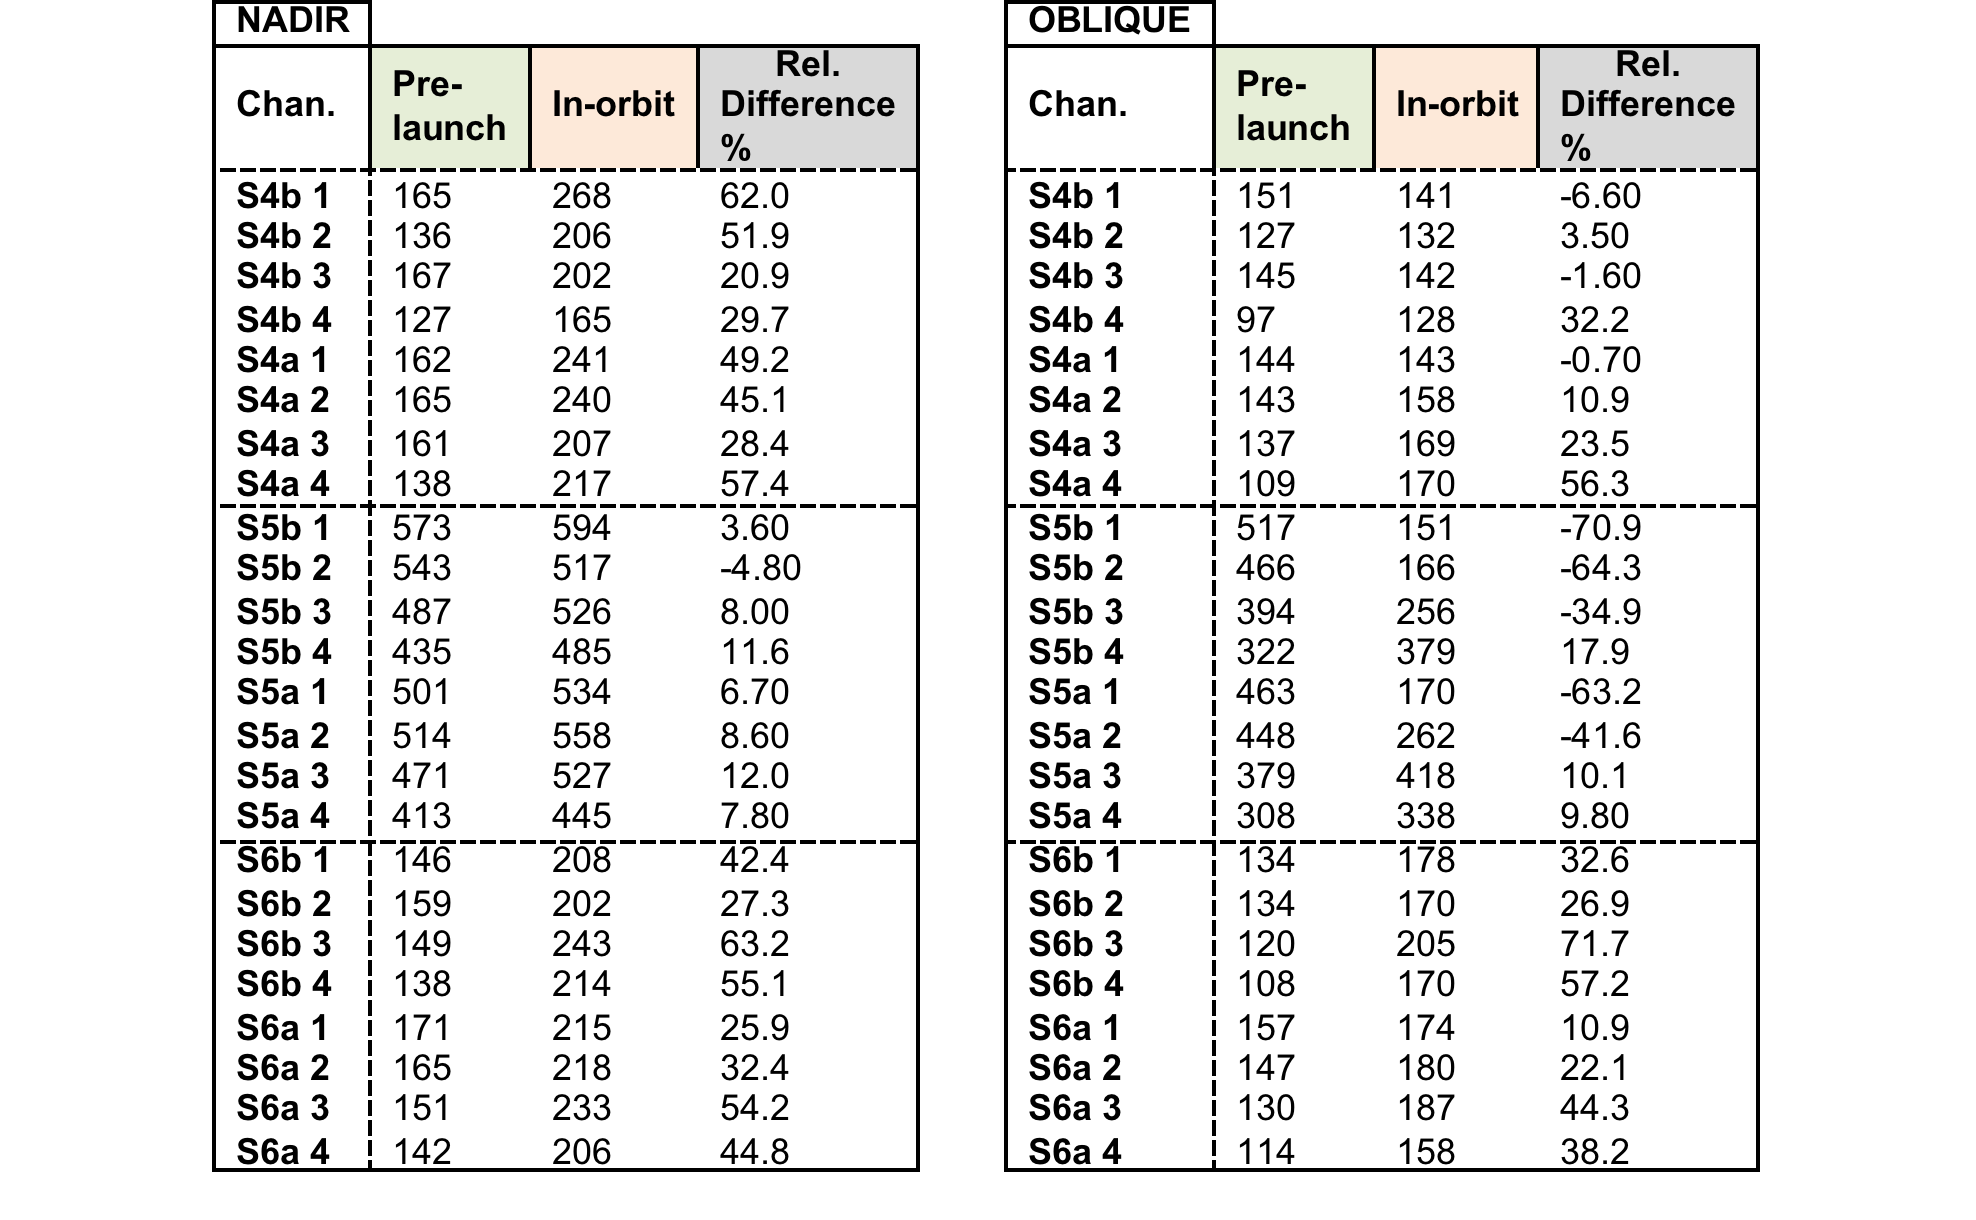 NADIR
Chan. Pre-launch In-orbit Rel. Difference %
S4b 1 165 268 62.0
S4b 2 136 206 51.9
S4b 3 167 202 20.9
S4b 4 127 165 29.7
S4a 1 162 241 49.2
S4a 2 165 240 45.1
S4a 3 161 207 28.4
S4a 4 138 217 57.4
S5b 1 573 594 3.60
S5b 2 543 517 -4.80
S5b 3 487 526 8.00
S5b 4 435 485 11.6
S5a 1 501 534 6.70
S5a 2 514 558 8.60
S5a 3 471 527 12.0
S5a 4 413 445 7.80
S6b 1 146 208 42.4
S6b 2 159 202 27.3
S6b 3 149 243 63.2
S6b 4 138 214 55.1
S6a 1 171 215 25.9
S6a 2 165 218 32.4
S6a 3 151 233 54.2
S6a 4 142 206 44.8
OBLIQUE
Chan. Pre-launch In-orbit Rel. Difference %
S4b 1 151 141 -6.60
S4b 2 127 132 3.50
S4b 3 145 142 -1.60
S4b 4 97 128 32.2
S4a 1 144 143 -0.70
S4a 2 143 158 10.9
S4a 3 137 169 23.5
S4a 4 109 170 56.3
S5b 1 517 151 -70.9
S5b 2 466 166 -64.3
S5b 3 394 256 -34.9
S5b 4 322 379 17.9
S5a 1 463 170 -63.2
S5a 2 448 262 -41.6
S5a 3 379 418 10.1
S5a 4 308 338 9.80
S6b 1 134 178 32.6
S6b 2 134 170 26.9
S6b 3 120 205 71.7
S6b 4 108 170 57.2
S6a 1 157 174 10.9
S6a 2 147 180 22.1
S6a 3 130 187 44.3
S6a 4 114 158 38.2